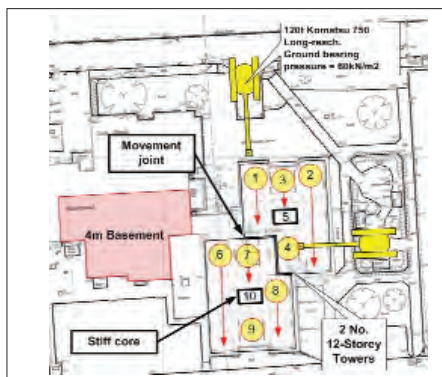 120t Komatsu 750
Long-reach.
Ground bearing
pressure = 60kN/m2
Movement
joint
1
3
2
5
4m Basement
4
6
7
8
10
9
Stiff core
2 No.
12-Storey
Towers